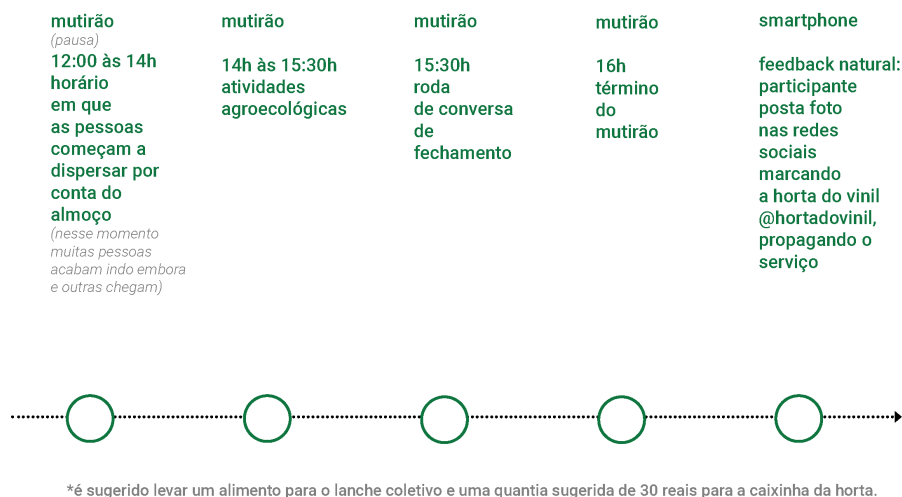 mutirão
(pausa)
12:00 às 14h
horário
em que
as pessoas
começam a
dispersar por
conta do
almoço
(nesse momento
muitas pessoas
acabam indo embora
e outras chegam)
mutirão
14h às 15:30h
atividades
agroecológicas
mutirão
15:30h
roda
de conversa
de
fechamento
mutirão
16h
término
do
mutirão
smartphone
feedback natural:
participante
posta foto
nas redes
sociais
marcando
a horta do vinil
@hortadovinil,
propagando o
serviço
*é sugerido levar um alimento para o lanche coletivo e uma quantia sugerida de 30 reais para a caixinha da horta.